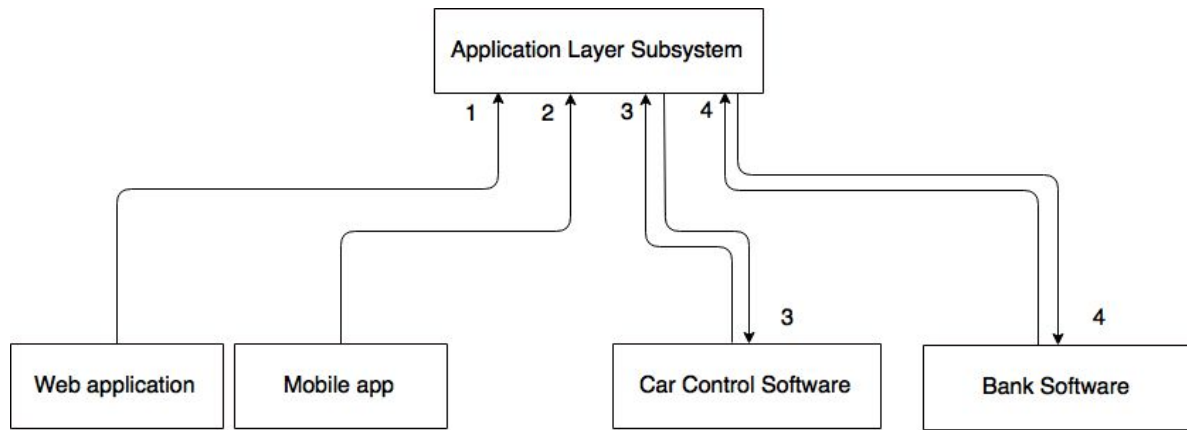 Application Layer Subsystem
1
2
3
4
3
4
Web application
Mobile app
Car Control Software
Bank Software